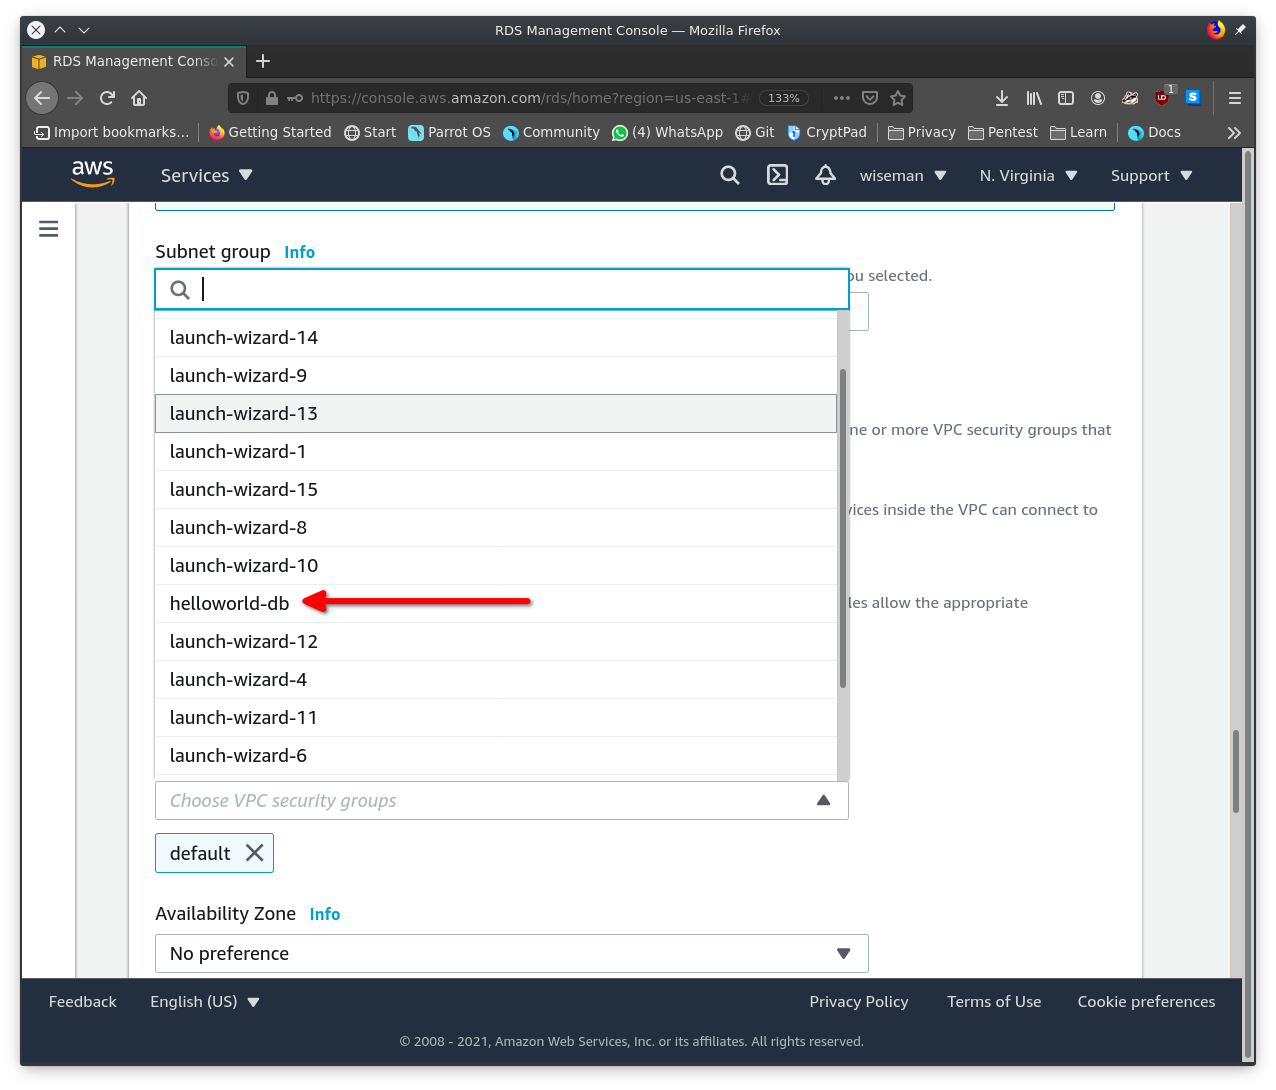 RDS Management Console — Mozilla Firefox
RDS Management Conso
https://console.aws.amazon.com/rds/home?region=us-east-1# 133% 1
Import bookmarks... Getting Started Start Parrot OS Community (4) WhatsApp Git CryptPad Privacy Pentest Learn Docs
aws Services wiseman N. Virginia Support
Subnet group Info
ou selected.
launch-wizard-14
launch-wizard-9
launch-wizard-13
ne or more VPC security groups that
launch-wizard-1
launch-wizard-15
vices inside the VPC can connect to
launch-wizard-8
launch-wizard-10
helloworld-db
les allow the appropriate
launch-wizard-12
launch-wizard-4
launch-wizard-11
launch-wizard-6
Choose VPC security groups
default
Availability Zone Info
No preference
Feedback English (US) Privacy Policy Terms of Use Cookie preferences
© 2008 - 2021, Amazon Web Services, Inc. or its affiliates. All rights reserved.